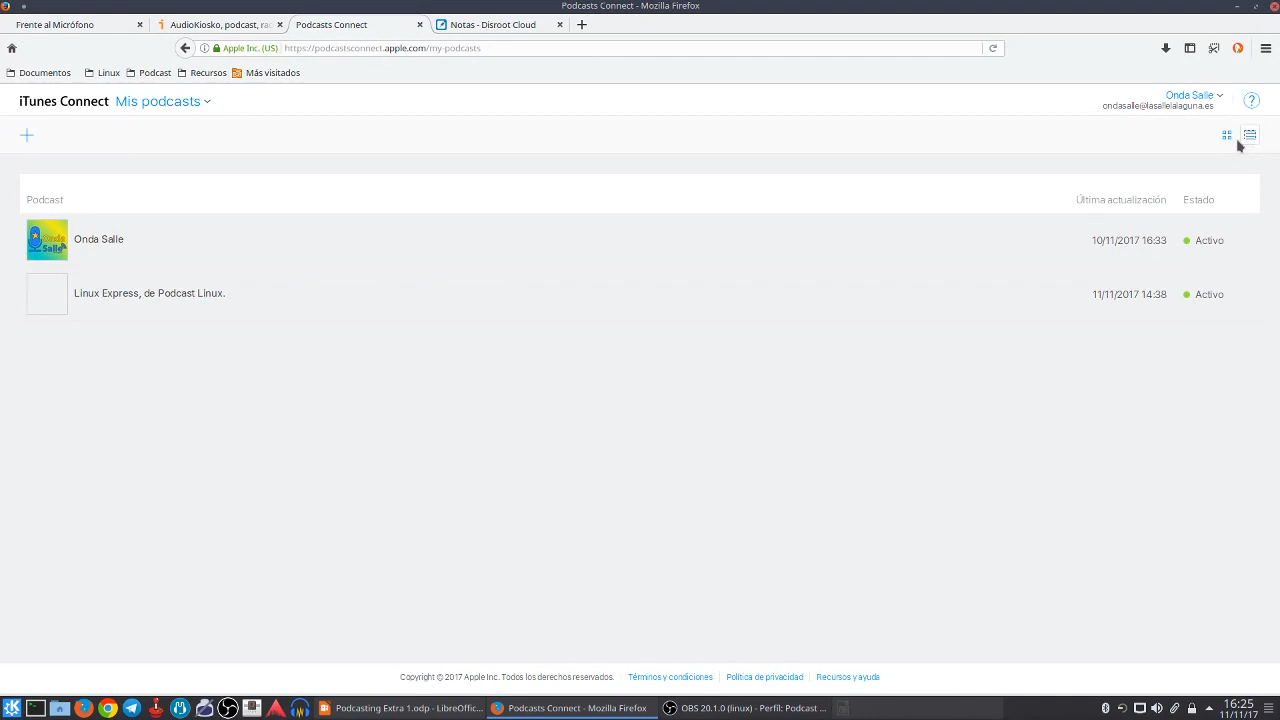 Podcasts Connect - Mozilla Firefox
Frente al Micrófono
AudioKiosko, podcast, rad
Podcasts Connect
Notas - Disroot Cloud
Apple Inc. (US)
https://podcastsconnect.apple.com/my-podcasts
Documentos
Linux
Podcast
Recursos
Más visitados
iTunes Connect
Mis podcasts
Onda Salle
ondasalle@lasallelalaguna.es
?
Podcast
Última actualización
Estado
Onda Salle
Onda Salle
10/11/2017 16:33
Activo
Linux Express, de Podcast Linux.
11/11/2017 14:38
Activo
Copyright © 2017 Apple Inc. Todos los derechos reservados.
Términos y condiciones
Política de privacidad
Recursos y ayuda
Podcasting Extra 1.odp - LibreOffic...
Podcasts Connect - Mozilla Firefox
OBS 20.1.0 (linux) - Perfil: Podcast ...
16:25
11/11/17